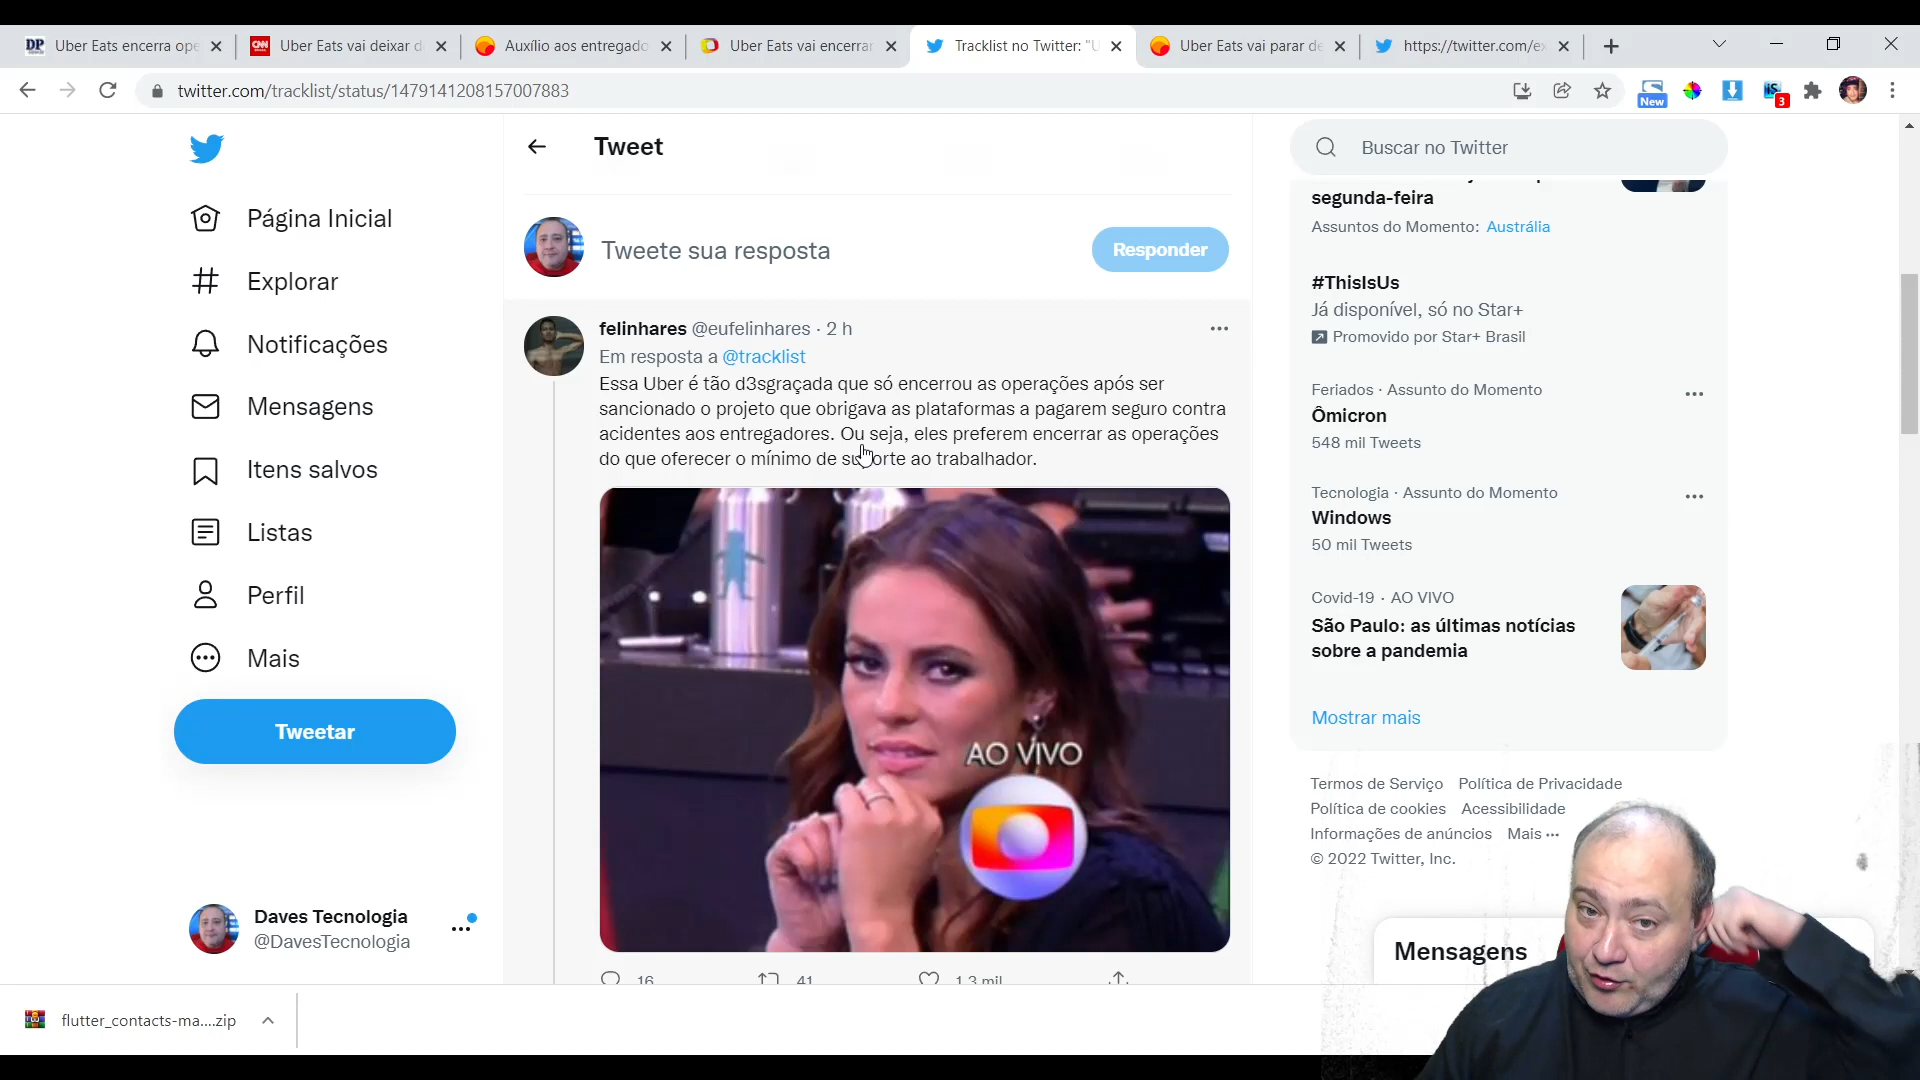 DP Uber Eats encerra ope
CNN Uber Eats vai deixar d
Auxílio aos entregado
Uber Eats vai encerrar
Tracklist no Twitter: "U
Uber Eats vai parar de
https://twitter.com/ex
twitter.com/tracklist/status/1479141208157007883
New
3
Página Inicial
Explorar
Notificações
Mensagens
Itens salvos
Listas
Perfil
Mais
Tweetar
Daves Tecnologia
@DavesTecnologia
Tweet
Tweete sua resposta
Responder
felinhares @eufelinhares · 2 h
Em resposta a @tracklist
Essa Uber é tão d3sgraçada que só encerrou as operações após ser
sancionado o projeto que obrigava as plataformas a pagarem seguro contra
acidentes aos entregadores. Ou seja, eles preferem encerrar as operações
do que oferecer o mínimo de suporte ao trabalhador.
AO VIVO
16
41
1,3 mil
Buscar no Twitter
segunda-feira
Assuntos do Momento: Austrália
#ThisIsUs
Já disponível, só no Star+
Promovido por Star+ Brasil
Feriados · Assunto do Momento
Ômicron
548 mil Tweets
Tecnologia · Assunto do Momento
Windows
50 mil Tweets
Covid-19 · AO VIVO
São Paulo: as últimas notícias
sobre a pandemia
Mostrar mais
Termos de Serviço Política de Privacidade
Política de cookies Acessibilidade
Informações de anúncios Mais ···
© 2022 Twitter, Inc.
Mensagens
flutter_contacts-ma....zip